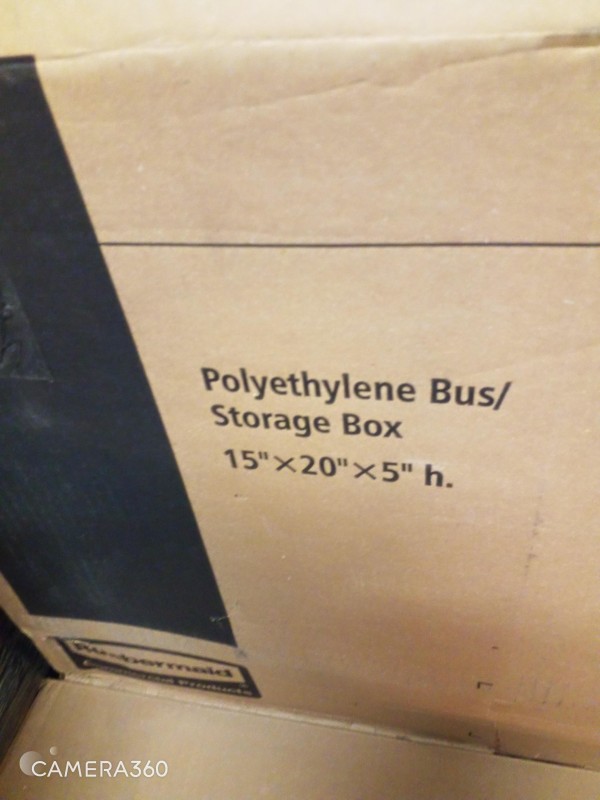 Polyethylene Bus/
Storage Box
15"×20"×5" h.
Rubbermaid
Commercial Products
CAMERA360